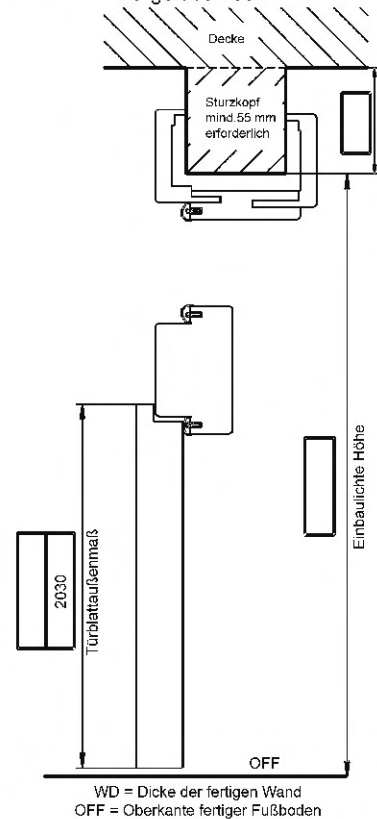 Decke
Sturzkopf
mind.55 mm
erforderlich
Einbaulichte Höhe
2030
Türblattaußenmaß
OFF
WD = Dicke der fertigen Wand
OFF = Oberkante fertiger Fußboden